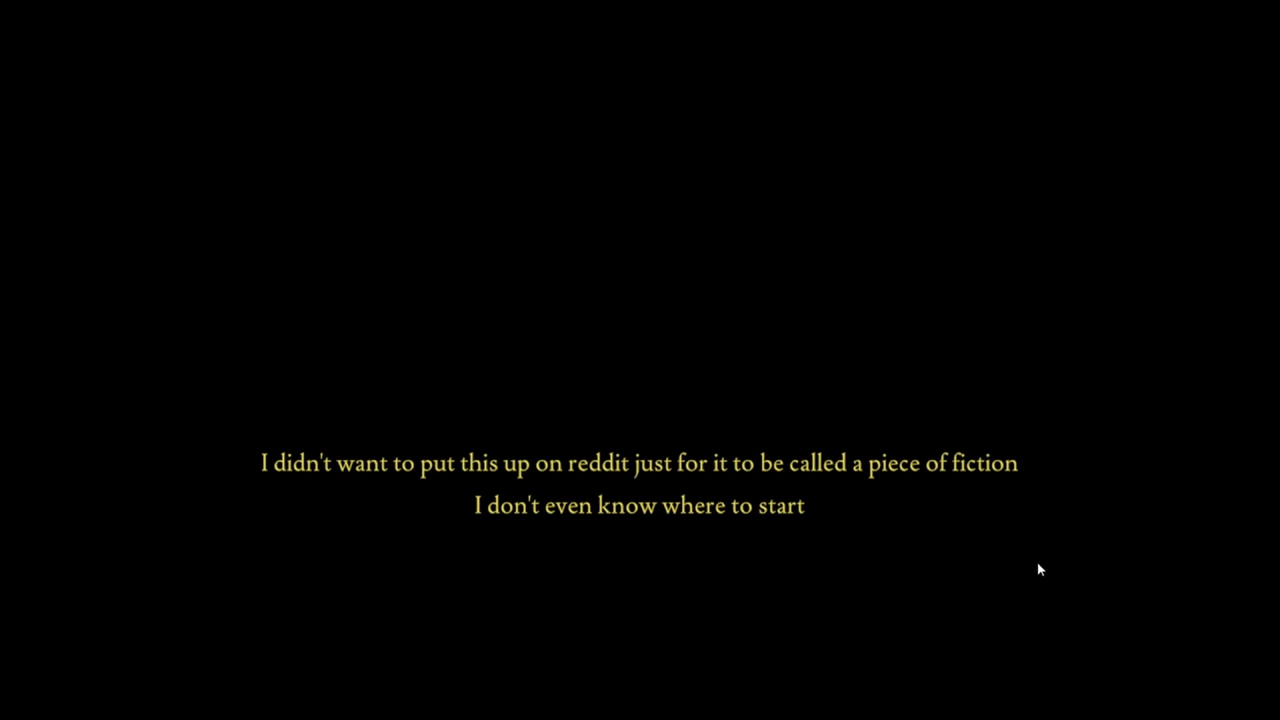 I didn't want to put this up on reddit just for it to be called a piece of fiction
I don't even know where to start